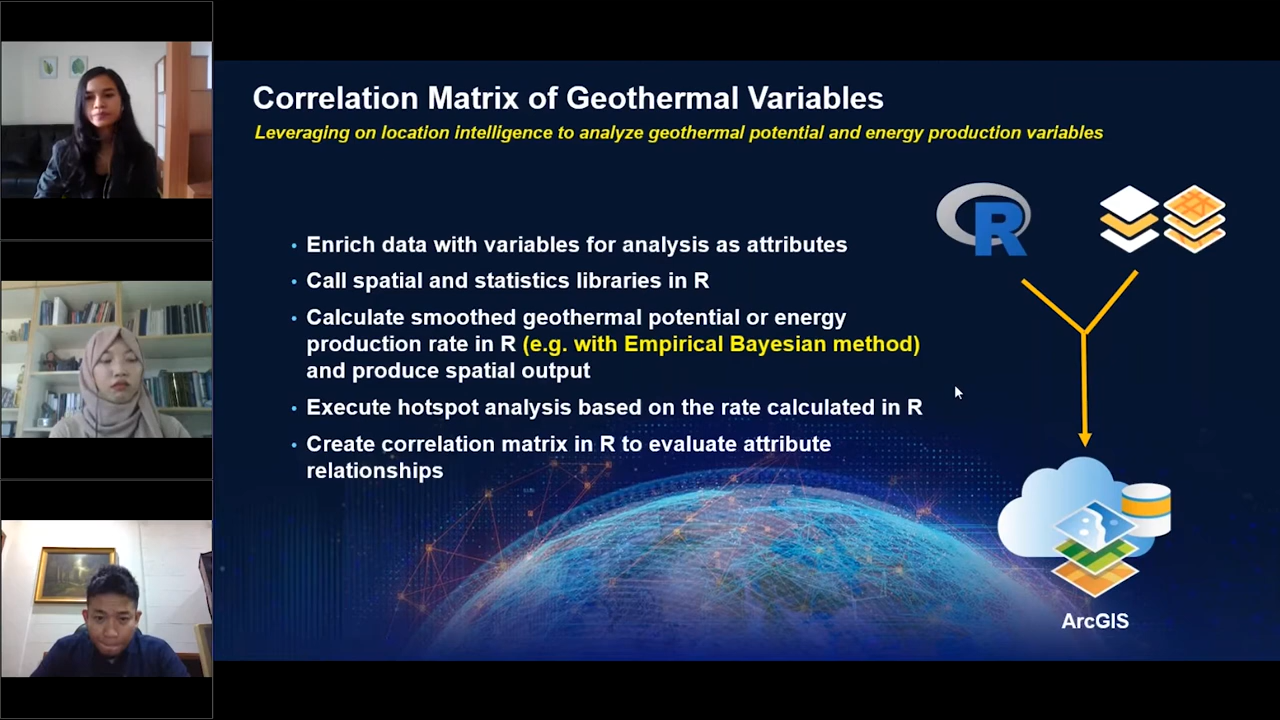 Correlation Matrix of Geothermal Variables
Leveraging on location intelligence to analyze geothermal potential and energy production variables
• Enrich data with variables for analysis as attributes
• Call spatial and statistics libraries in R
• Calculate smoothed geothermal potential or energy
production rate in R (e.g. with Empirical Bayesian method)
and produce spatial output
• Execute hotspot analysis based on the rate calculated in R
• Create correlation matrix in R to evaluate attribute
relationships
R
ArcGIS